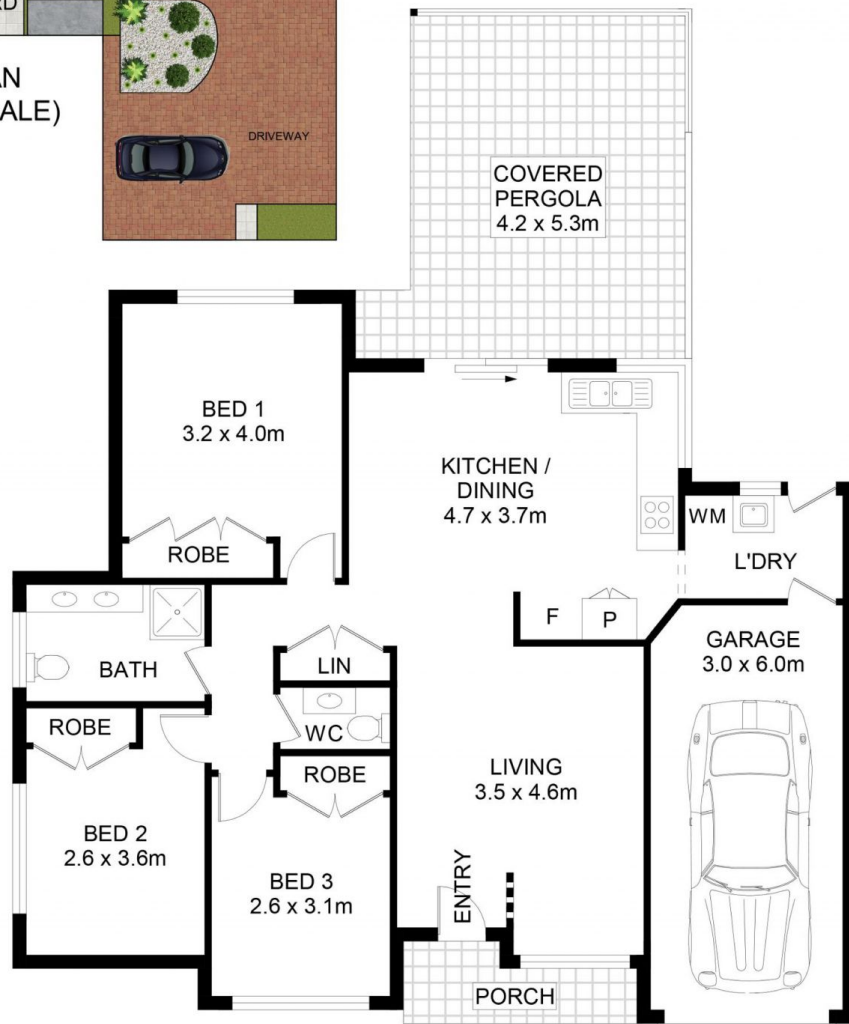 DRIVEWAY
COVERED
PERGOLA
4.2 x 5.3m
BED 1
3.2 x 4.0m
ROBE
KITCHEN /
DINING
4.7 x 3.7m
WM
L'DRY
F
P
BATH
LIN
GARAGE
3.0 x 6.0m
WC
ROBE
ROBE
LIVING
3.5 x 4.6m
BED 2
2.6 x 3.6m
BED 3
2.6 x 3.1m
ENTRY
PORCH